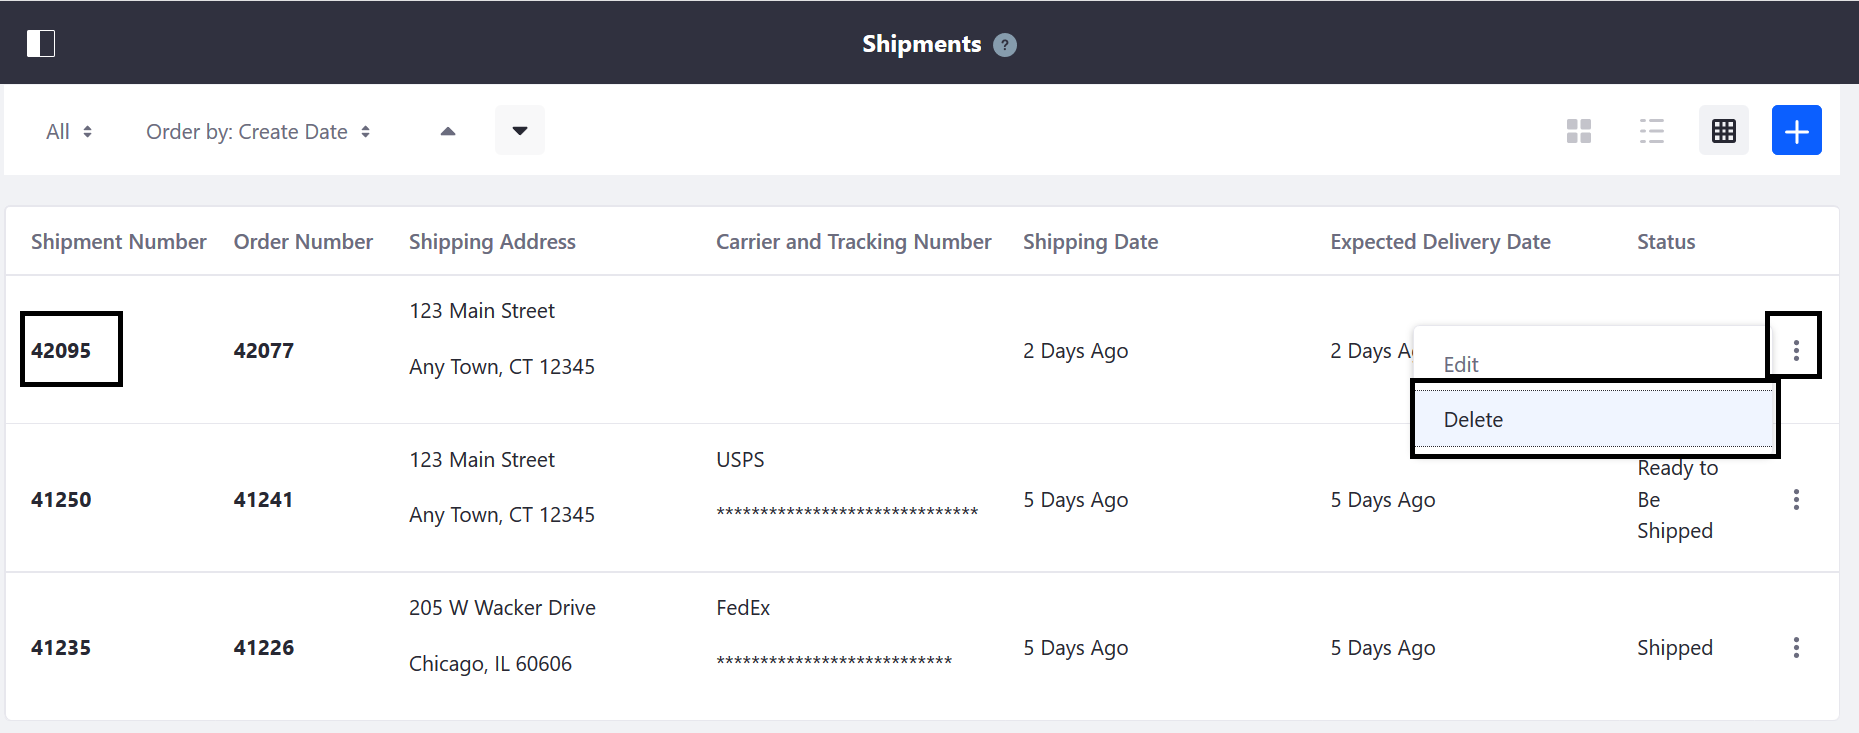 Shipments ?
All Order by: Create Date
Shipment Number Order Number Shipping Address Carrier and Tracking Number Shipping Date Expected Delivery Date Status
123 Main Street
42095 42077 2 Days Ago 2 Days
Any Town, CT 12345
Edit
Delete
123 Main Street USPS
41250 41241 5 Days Ago 5 Days Ago
Any Town, CT 12345 ******************************
Ready to
Be
Shipped
205 W Wacker Drive FedEx
41235 41226 5 Days Ago 5 Days Ago Shipped
Chicago, IL 60606 ***************************